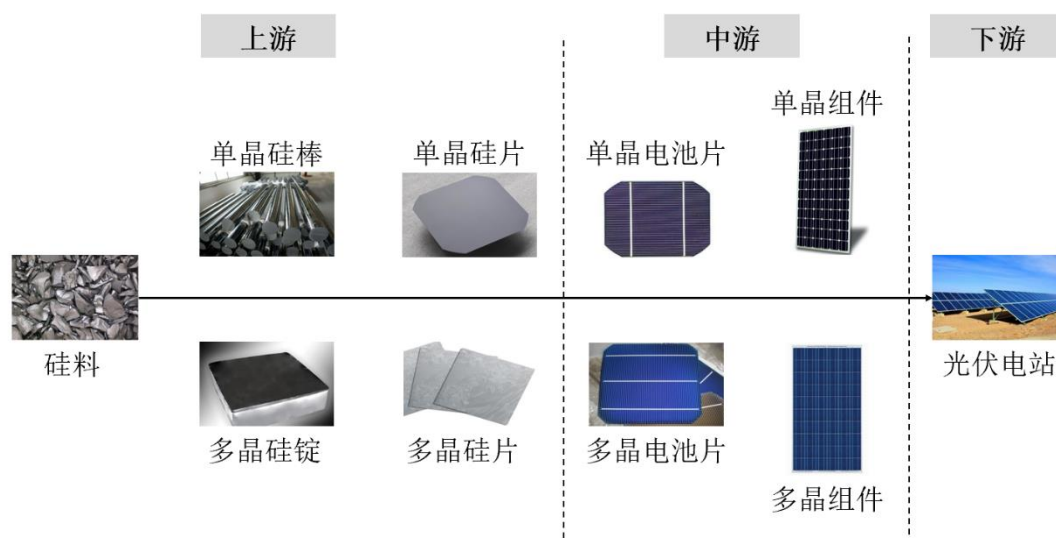 上游
中游
下游
单晶组件
单晶硅棒
单晶硅片
单晶电池片
硅料
光伏电站
多晶硅锭
多晶硅片
多晶电池片
多晶组件